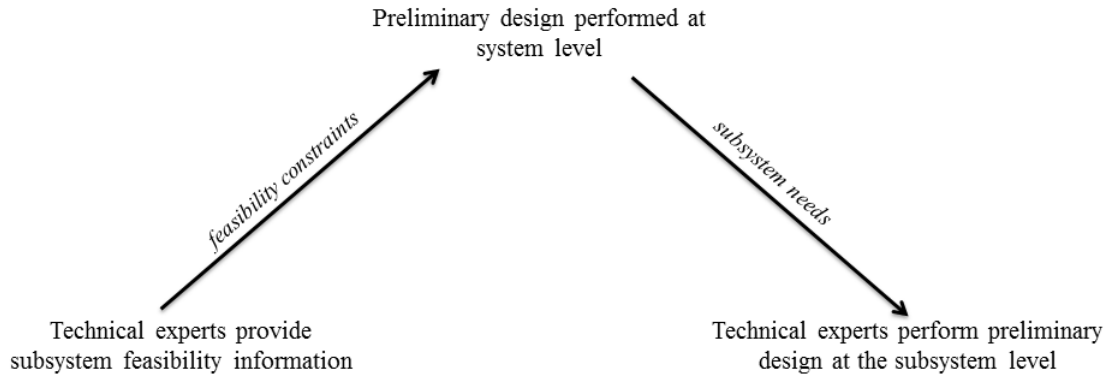 Preliminary design performed at
system level
feasibility constraints
subsystem needs
Technical experts provide
subsystem feasibility information
Technical experts perform preliminary
design at the subsystem level